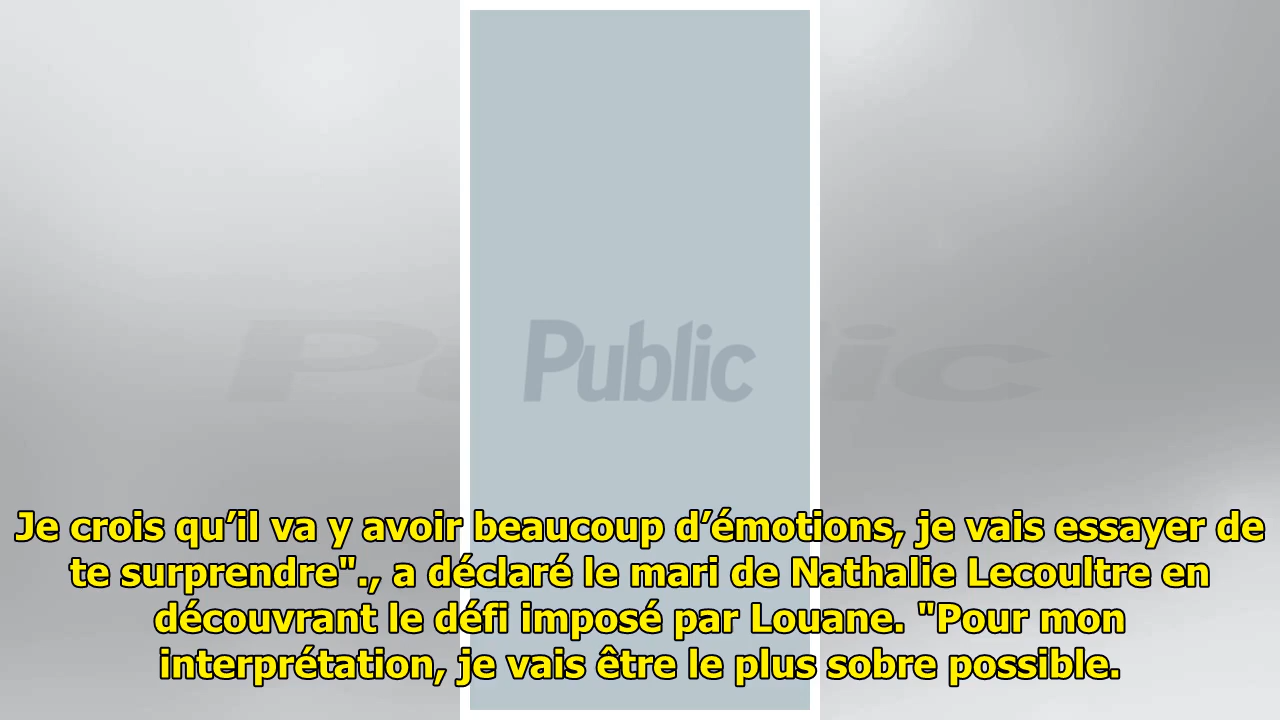 Public
Je crois qu’il va y avoir beaucoup d’émotions, je vais essayer de
te surprendre"., a déclaré le mari de Nathalie Lecoultre en
découvrant le défi imposé par Louane. "Pour mon
interprétation, je vais être le plus sobre possible.